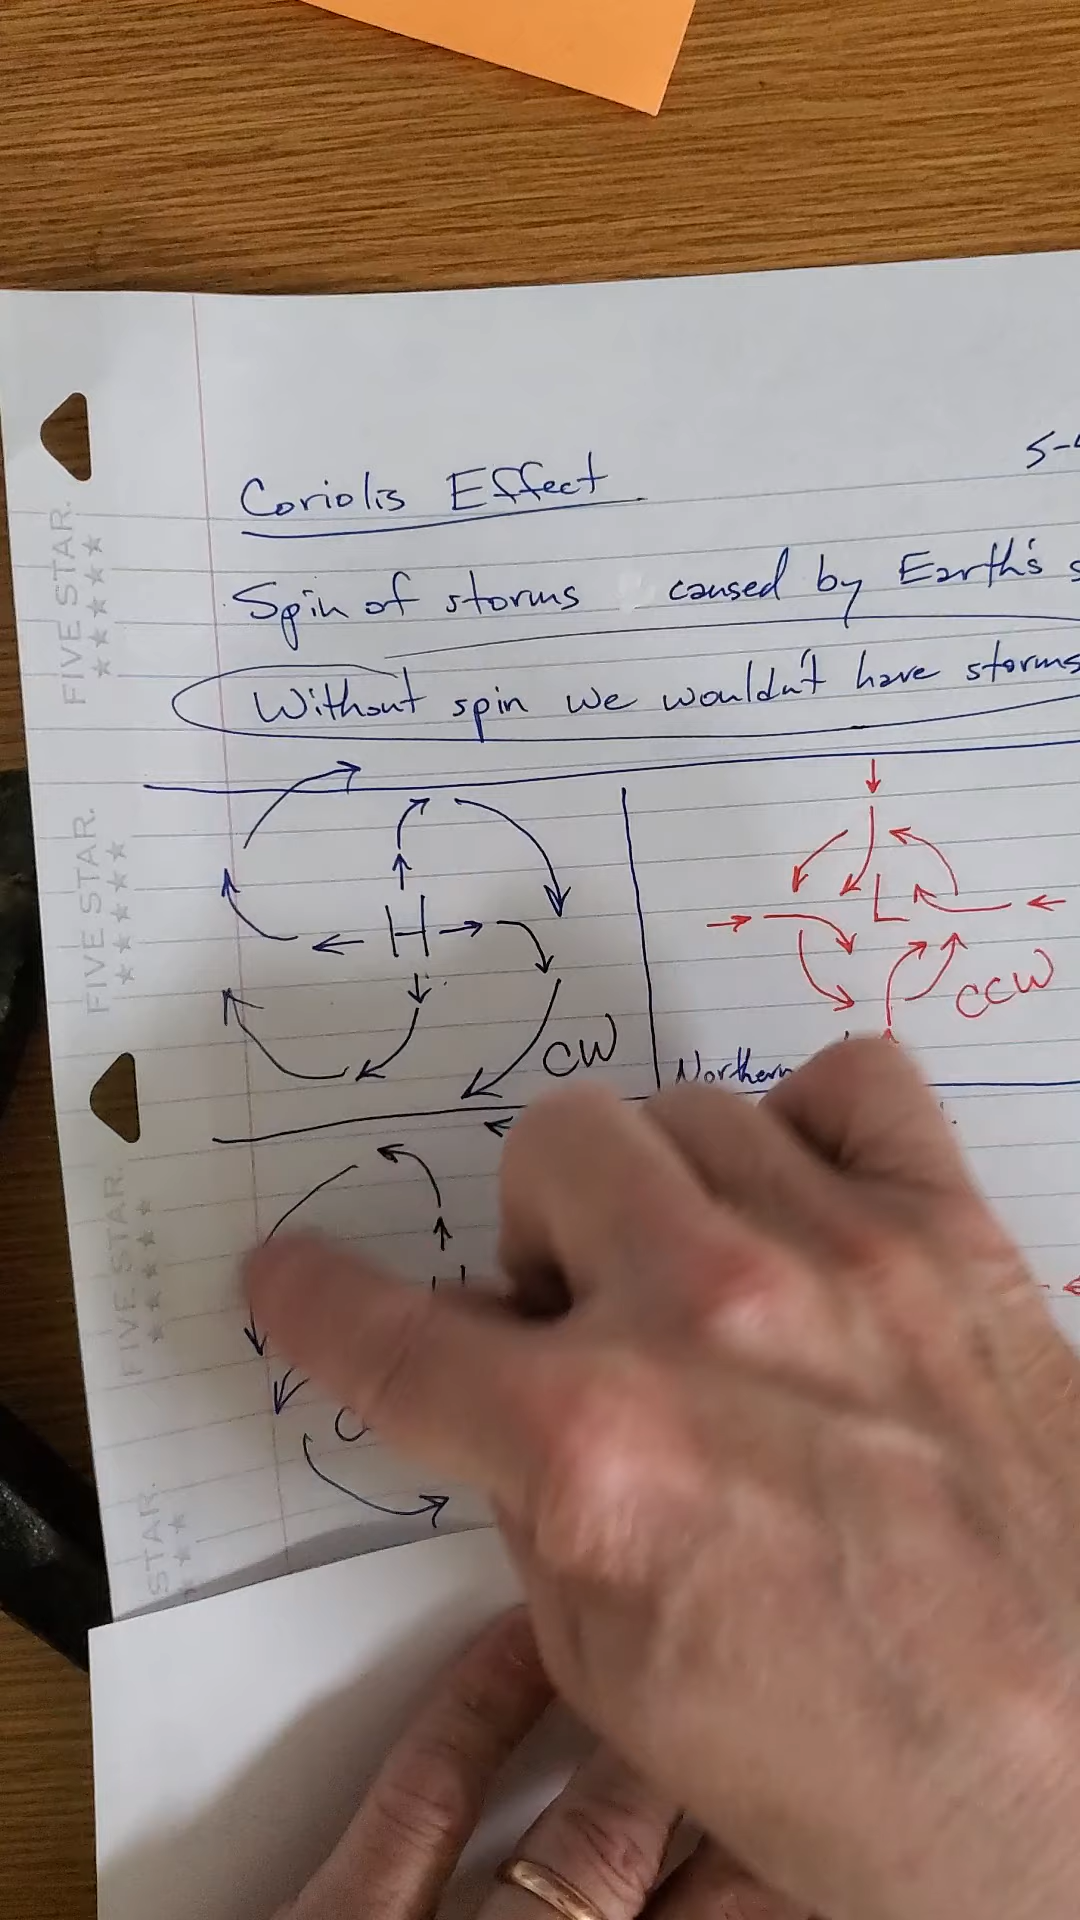 Coriolis Effect
Spin of storms caused by Earth's
Without spin we wouldn't have storms
H
L
CW
CCW
Northern
FIVE STAR.
FIVE STAR.
FIVE STAR.
STAR.